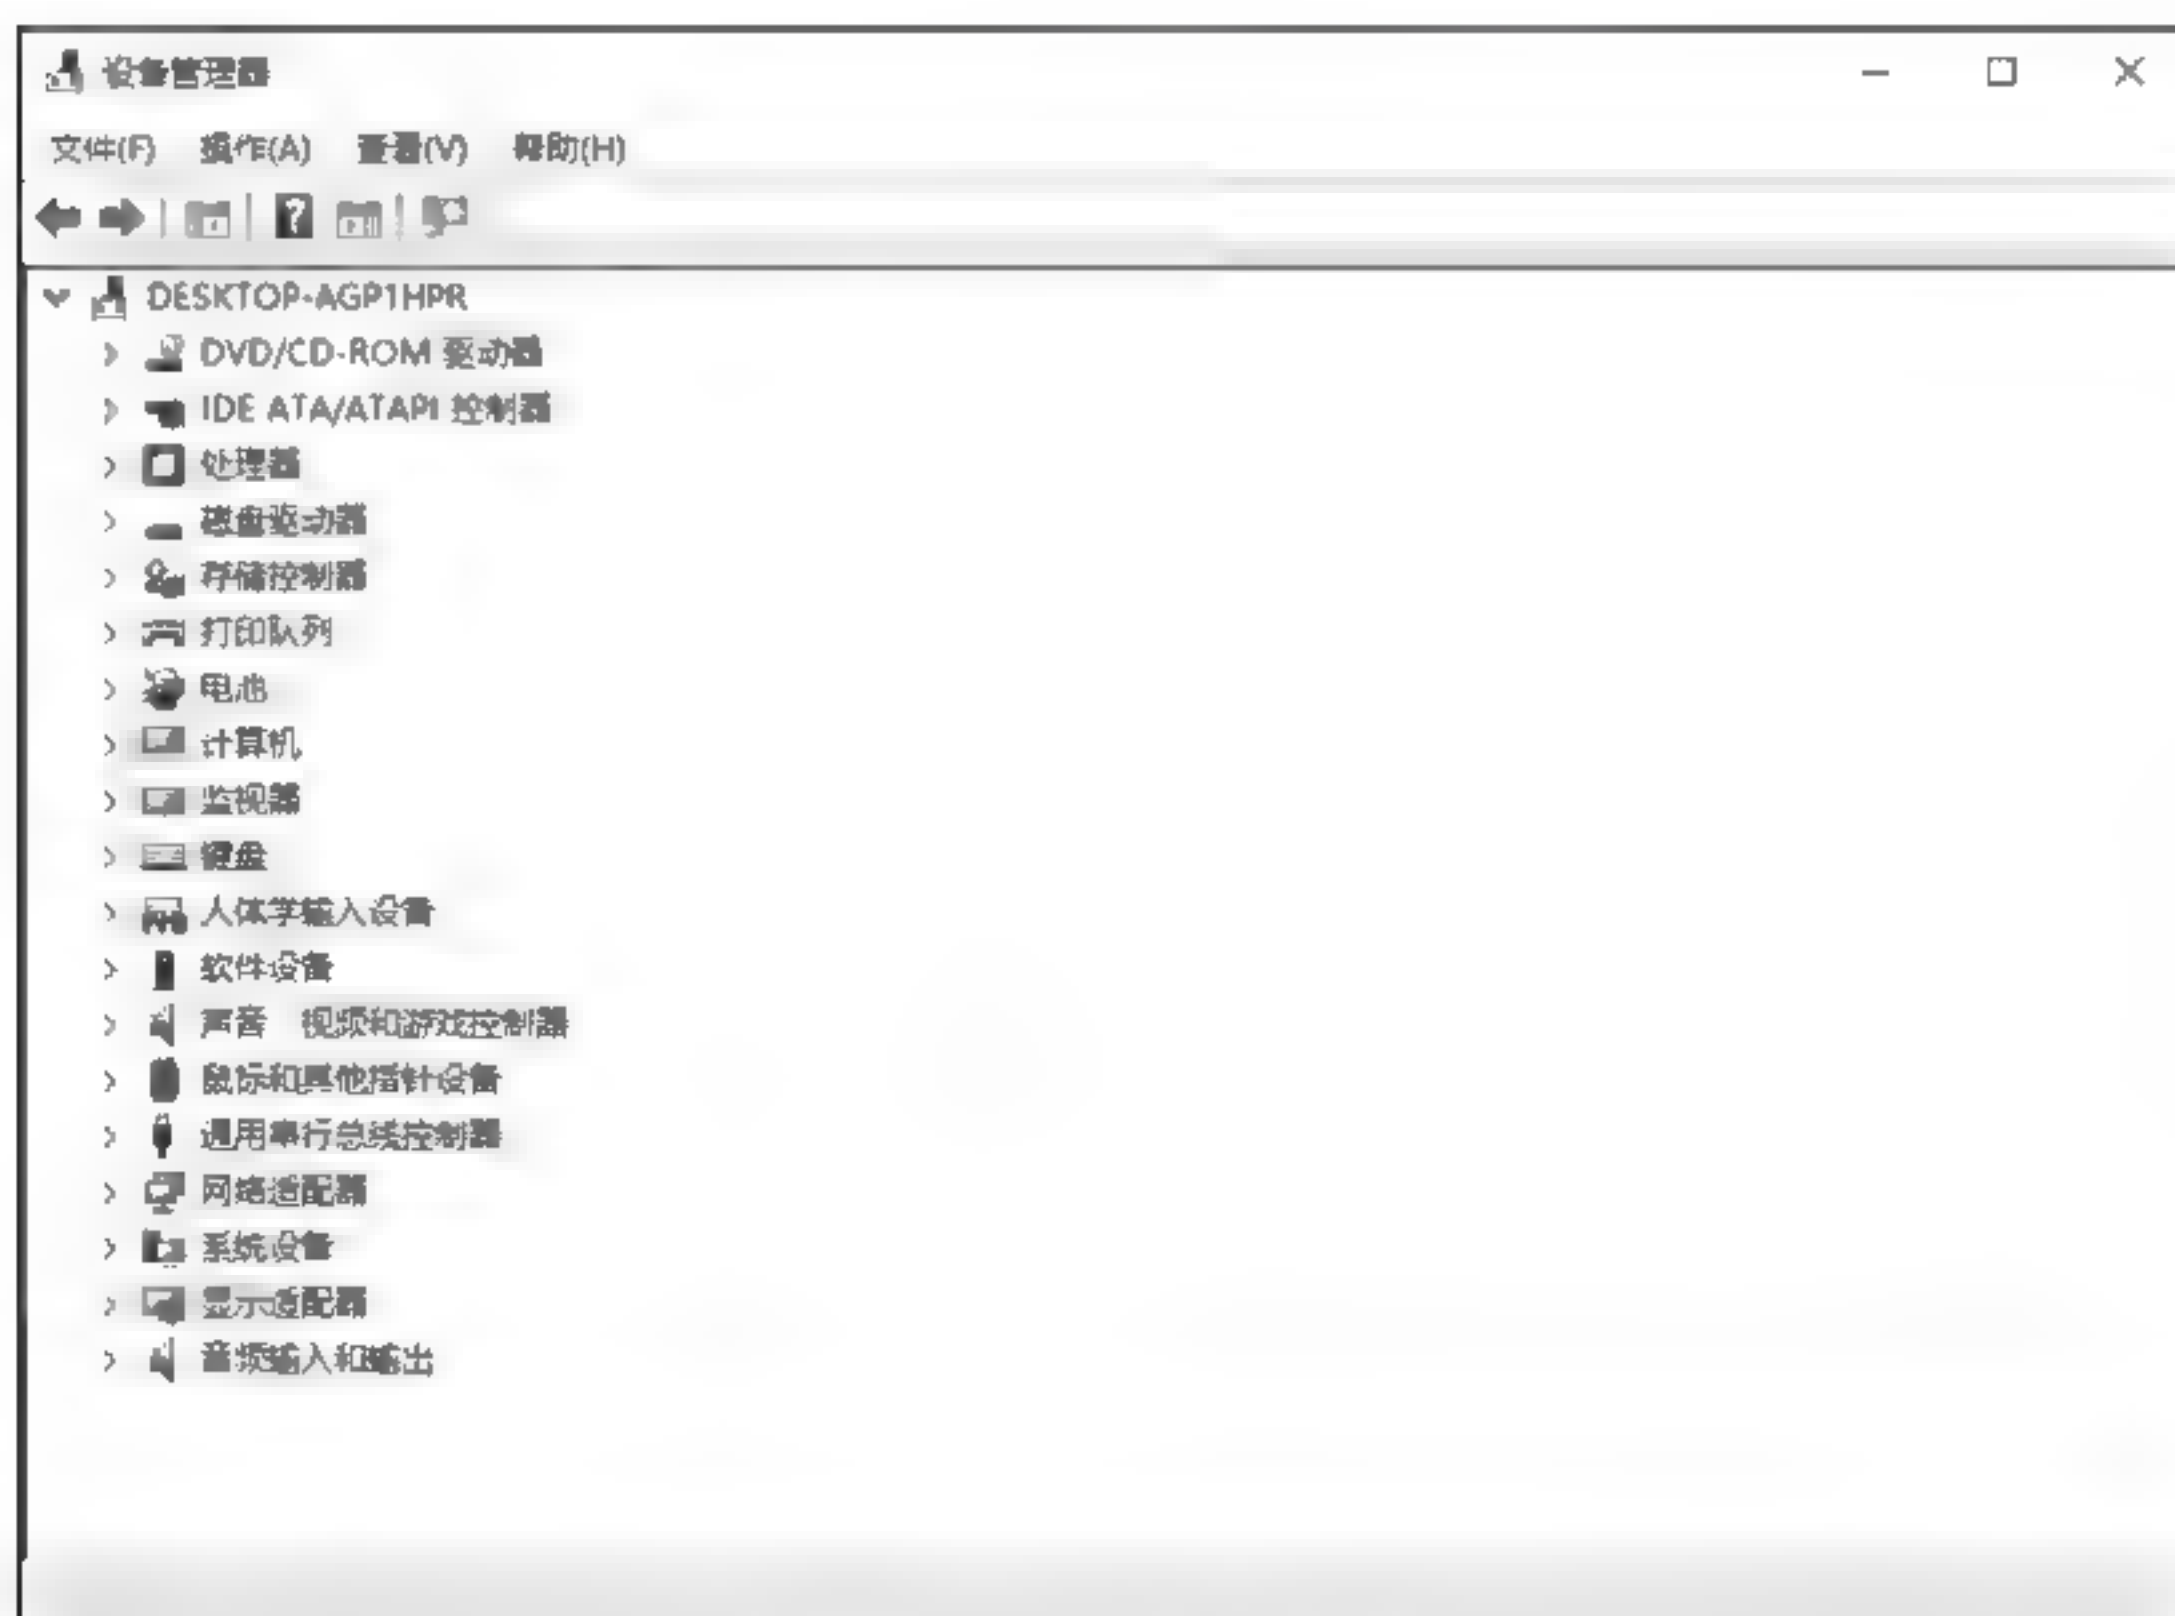 设备管理器
文件(F) 操作(A) 查看(V) 帮助(H)
DESKTOP-AGP1HPR
DVD/CD-ROM 驱动器
IDE ATA/ATAPI 控制器
处理器
磁盘驱动器
存储控制器
打印队列
电池
计算机
监视器
键盘
人体学输入设备
软件设备
声音、视频和游戏控制器
鼠标和其他指针设备
通用串行总线控制器
网络适配器
系统设备
显示适配器
音频输入和输出